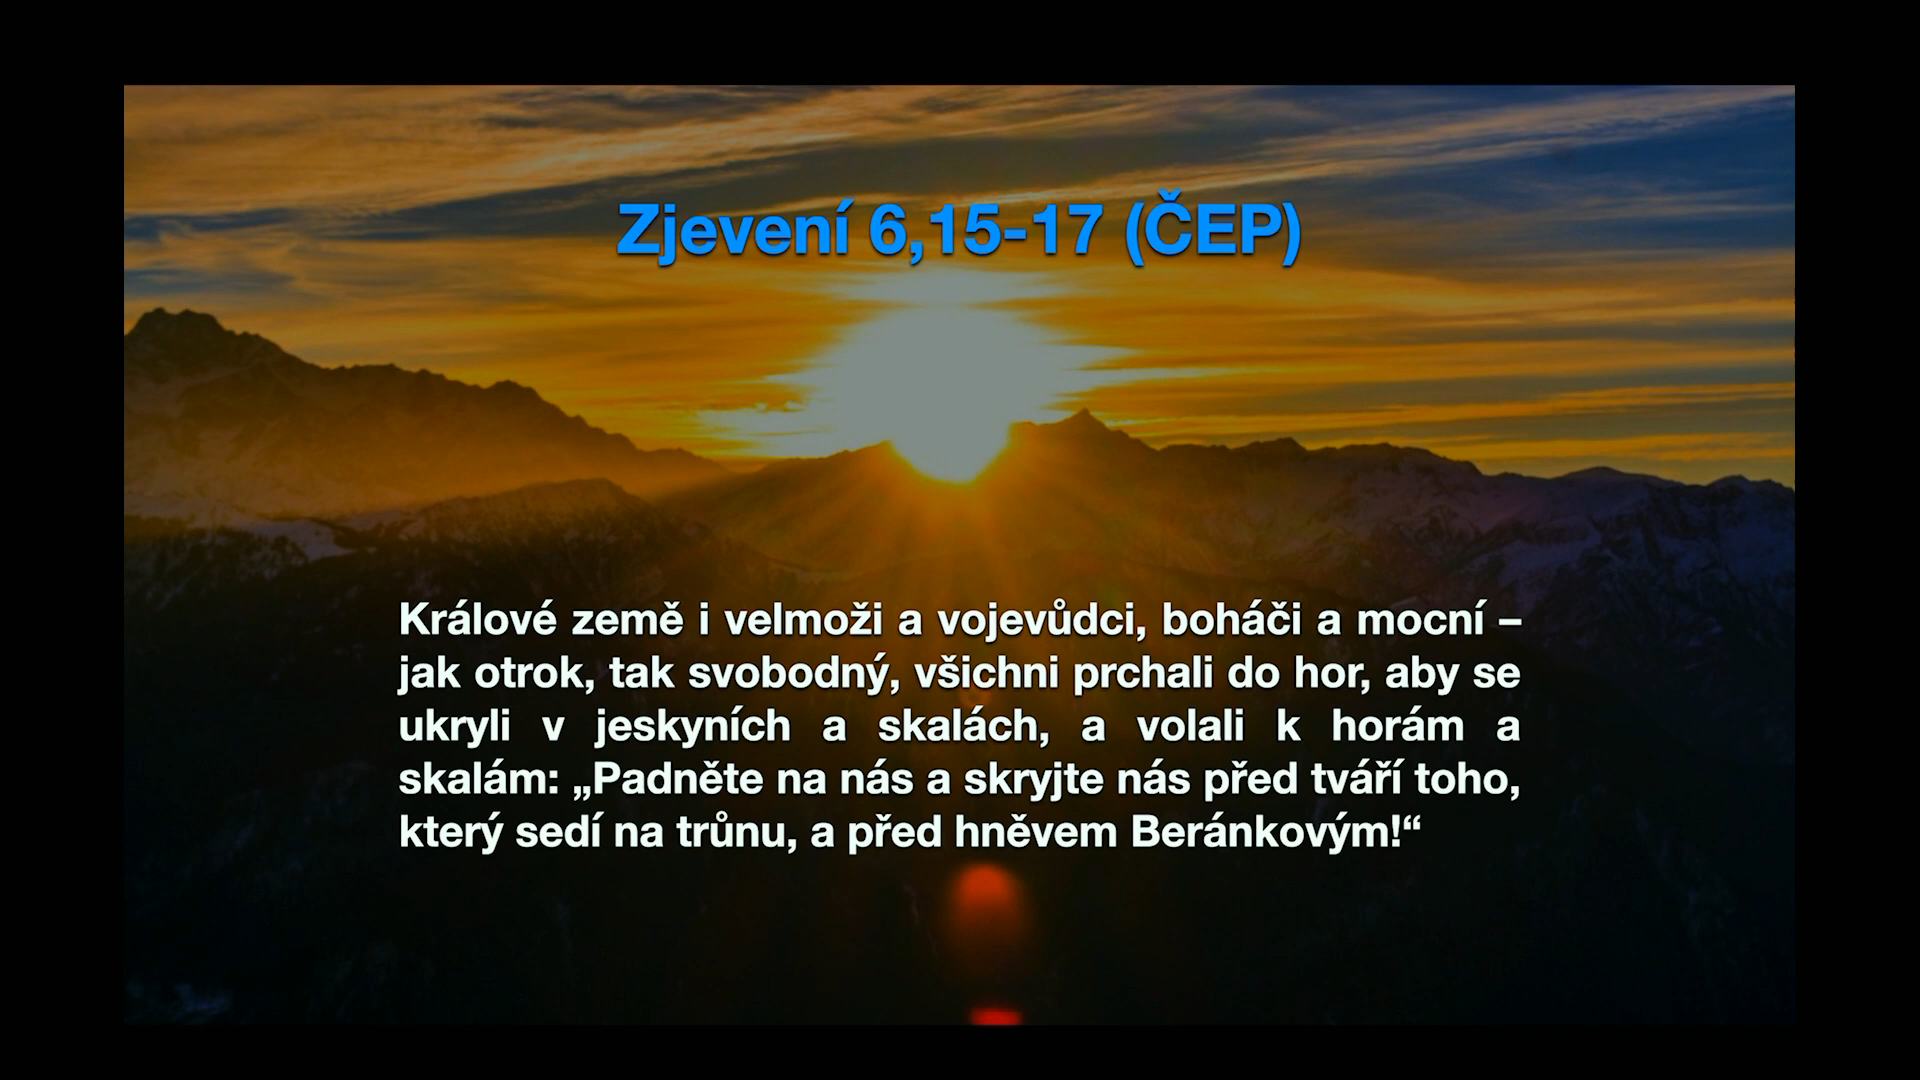 Zjevení 6,15-17 (ČEP)
Králové země i velmoži a vojevůdci, boháči a mocní –
jak otrok, tak svobodný, všichni prchali do hor, aby se
ukryli v jeskyních a skalách, a volali k horám a
skalám: „Padněte na nás a skryjte nás před tváří toho,
který sedí na trůnu, a před hněvem Beránkovým!“